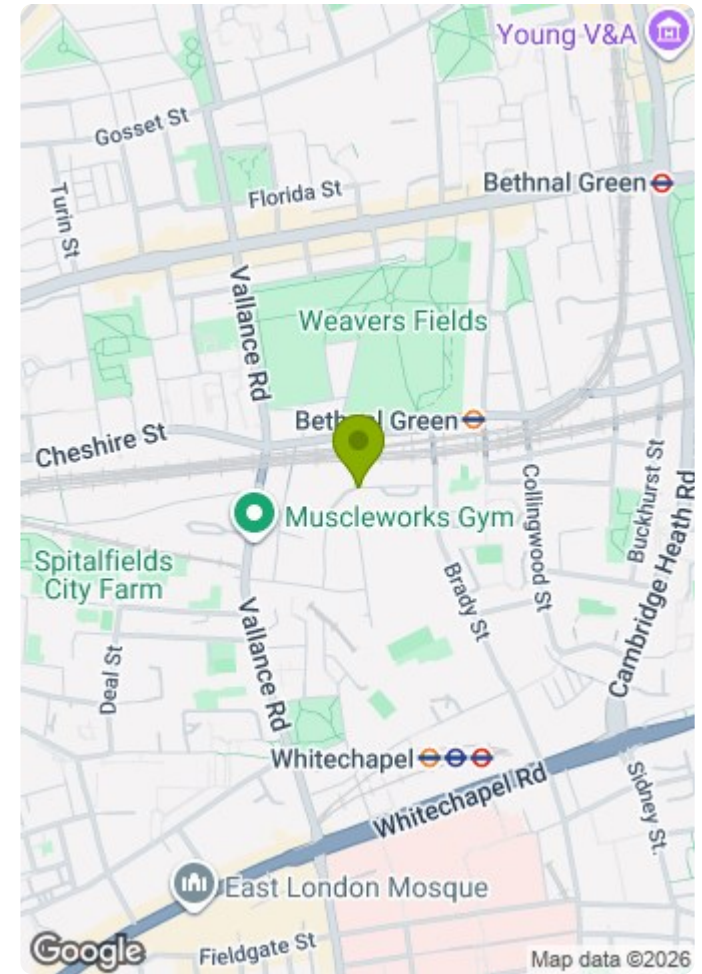 Young V&A
Gosset St
Turin St
Florida St
Bethnal Green
Vallance Rd
Weavers Fields
Bethnal Green
Cheshire St
Collingwood St
Buckhurst St
Cambridge Heath Rd
Muscleworks Gym
Spitalfields
City Farm
Brady St
Vallance Rd
Deal St
Whitechapel
Whitechapel Rd
Sidney St.
East London Mosque
Fieldgate St
Google
Map data ©2026